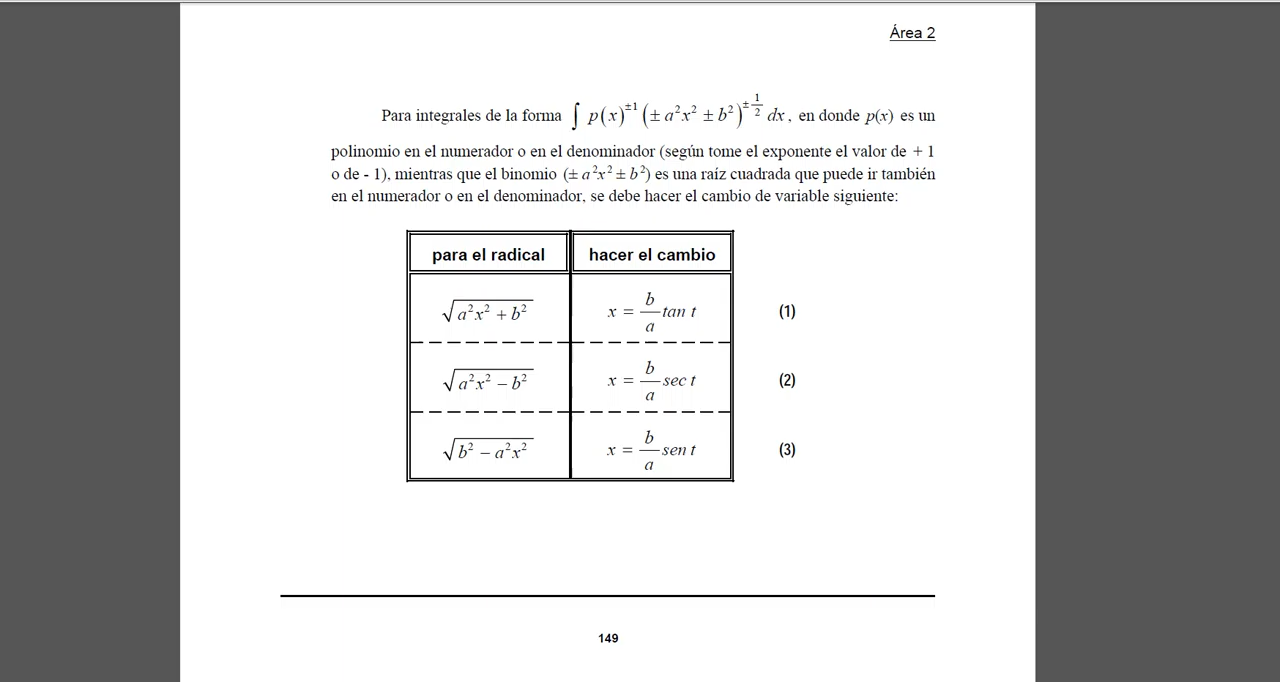 Área 2
Para integrales de la forma ∫ p(x)^±1 (± a²x² ± b²)^±1/2 dx, en donde p(x) es un
polinomio en el numerador o en el denominador (según tome el exponente el valor de + 1
o de - 1), mientras que el binomio (± a²x² ± b²) es una raíz cuadrada que puede ir también
en el numerador o en el denominador, se debe hacer el cambio de variable siguiente:
para el radical hacer el cambio
√(a²x² + b²) x = b/a tan t (1)
√(a²x² − b²) x = b/a sec t (2)
√(b² − a²x²) x = b/a sen t (3)
149